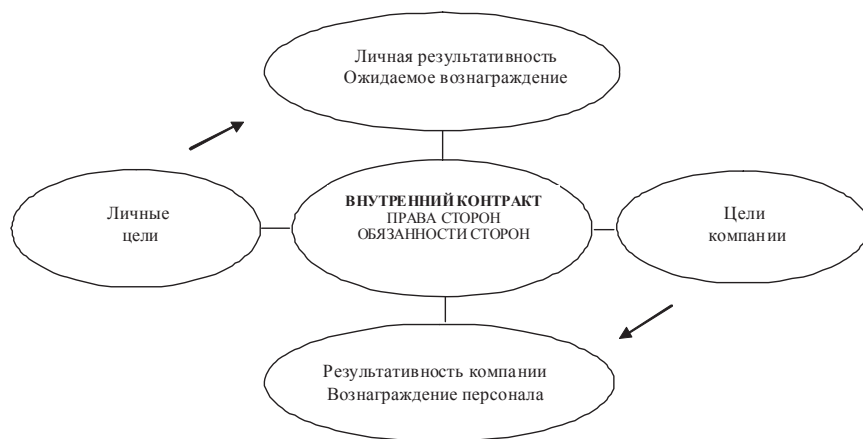 Личная результативность
Ожидаемое вознаграждение
Личные
цели
ВНУТРЕННИЙ КОНТРАКТ
ПРАВА СТОРОН
ОБЯЗАННОСТИ СТОРОН
Цели
компании
Результативность компании
Вознаграждение персонала